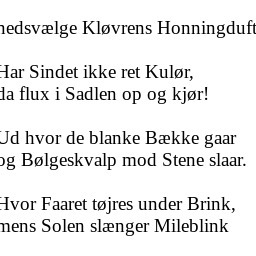 nedsvælge Kløvrens Honningduft
Har Sindet ikke ret Kulør,
da flux i Sadlen op og kjør!
Ud hvor de blanke Bække gaar
og Bølgeskvalp mod Stene slaar.
Hvor Faaret tøjres under Brink,
mens Solen slænger Mileblink